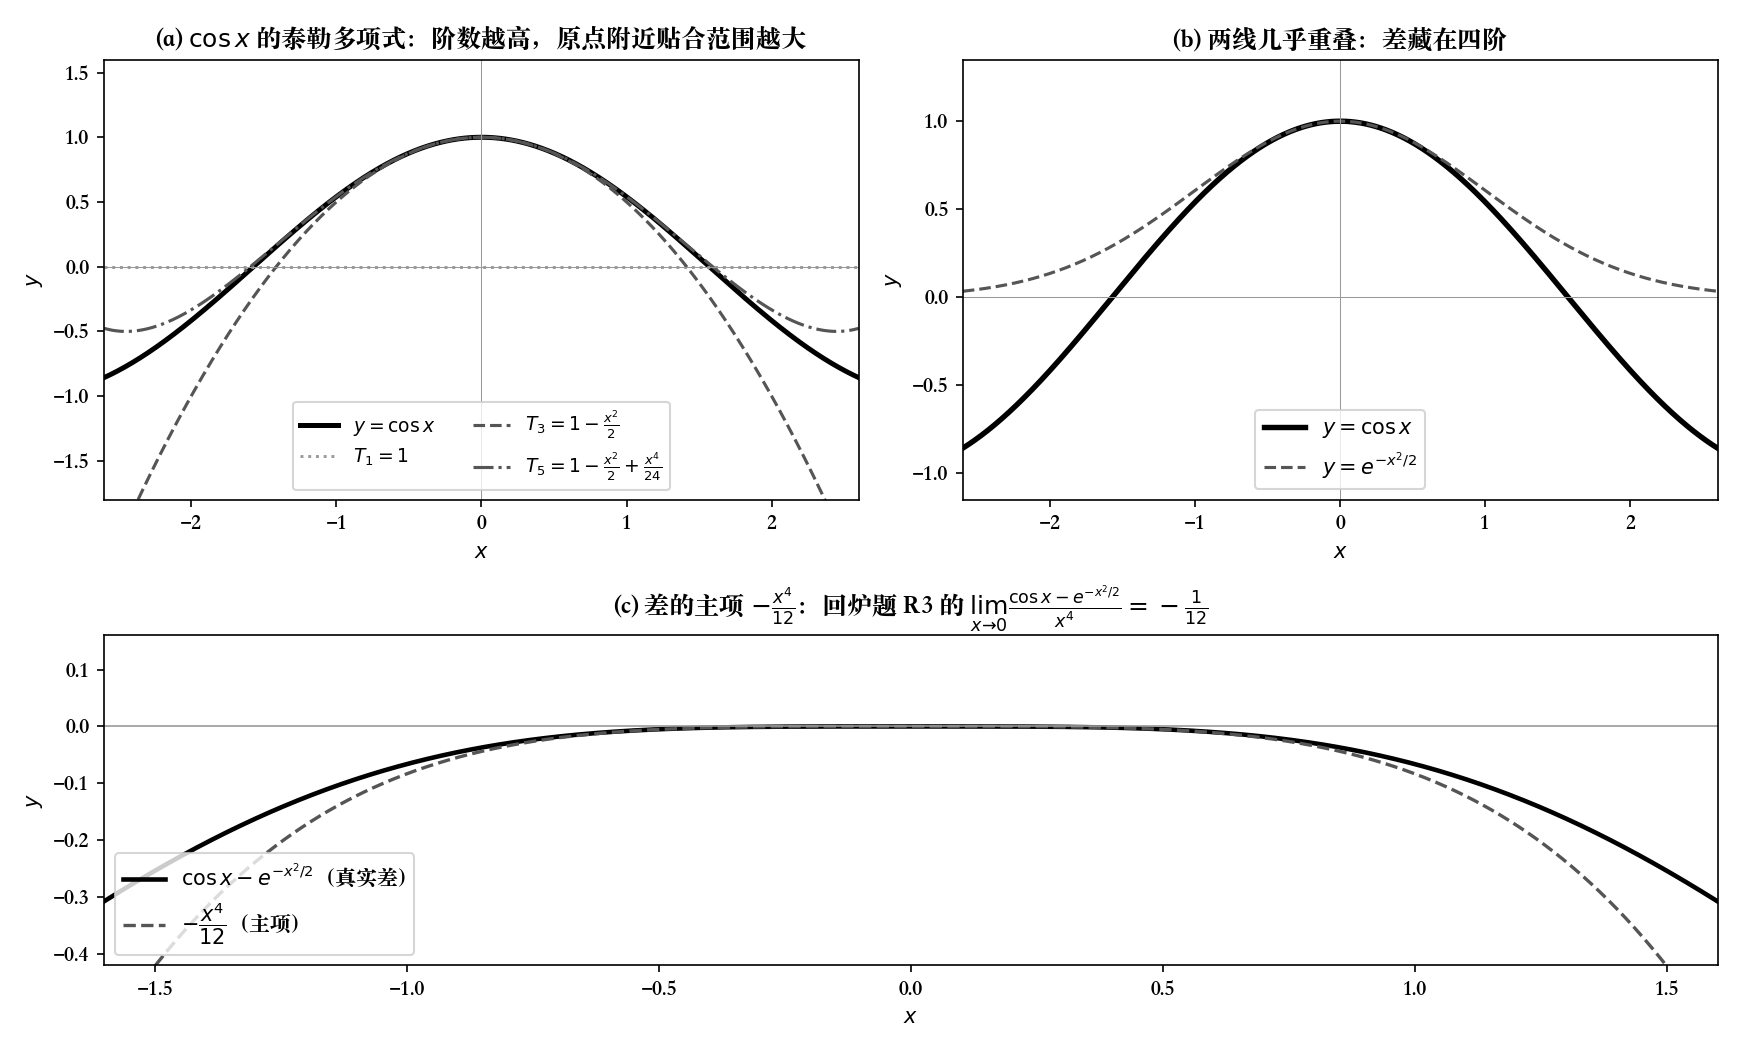 (a) cos x 的泰勒多项式：阶数越高，原点附近贴合范围越大
1.5
1.0
0.5
0.0
−0.5
−1.0
−1.5
y
y = cos x
T₁ = 1
T₃ = 1 − x²/2
T₅ = 1 − x²/2 + x⁴/24
−2
−1
0
1
2
x
(b) 两线几乎重叠：差藏在四阶
1.0
0.5
0.0
−0.5
−1.0
y
y = cos x
y = e^{−x²/2}
−2
−1
0
1
2
x
(c) 差的主项 −x⁴/12：回炉题 R3 的 lim_{x→0} (cos x − e^{−x²/2})/x⁴ = −1/12
0.1
0.0
−0.1
−0.2
−0.3
−0.4
y
cos x − e^{−x²/2}（真实差）
−x⁴/12（主项）
−1.5
−1.0
−0.5
0.0
0.5
1.0
1.5
x